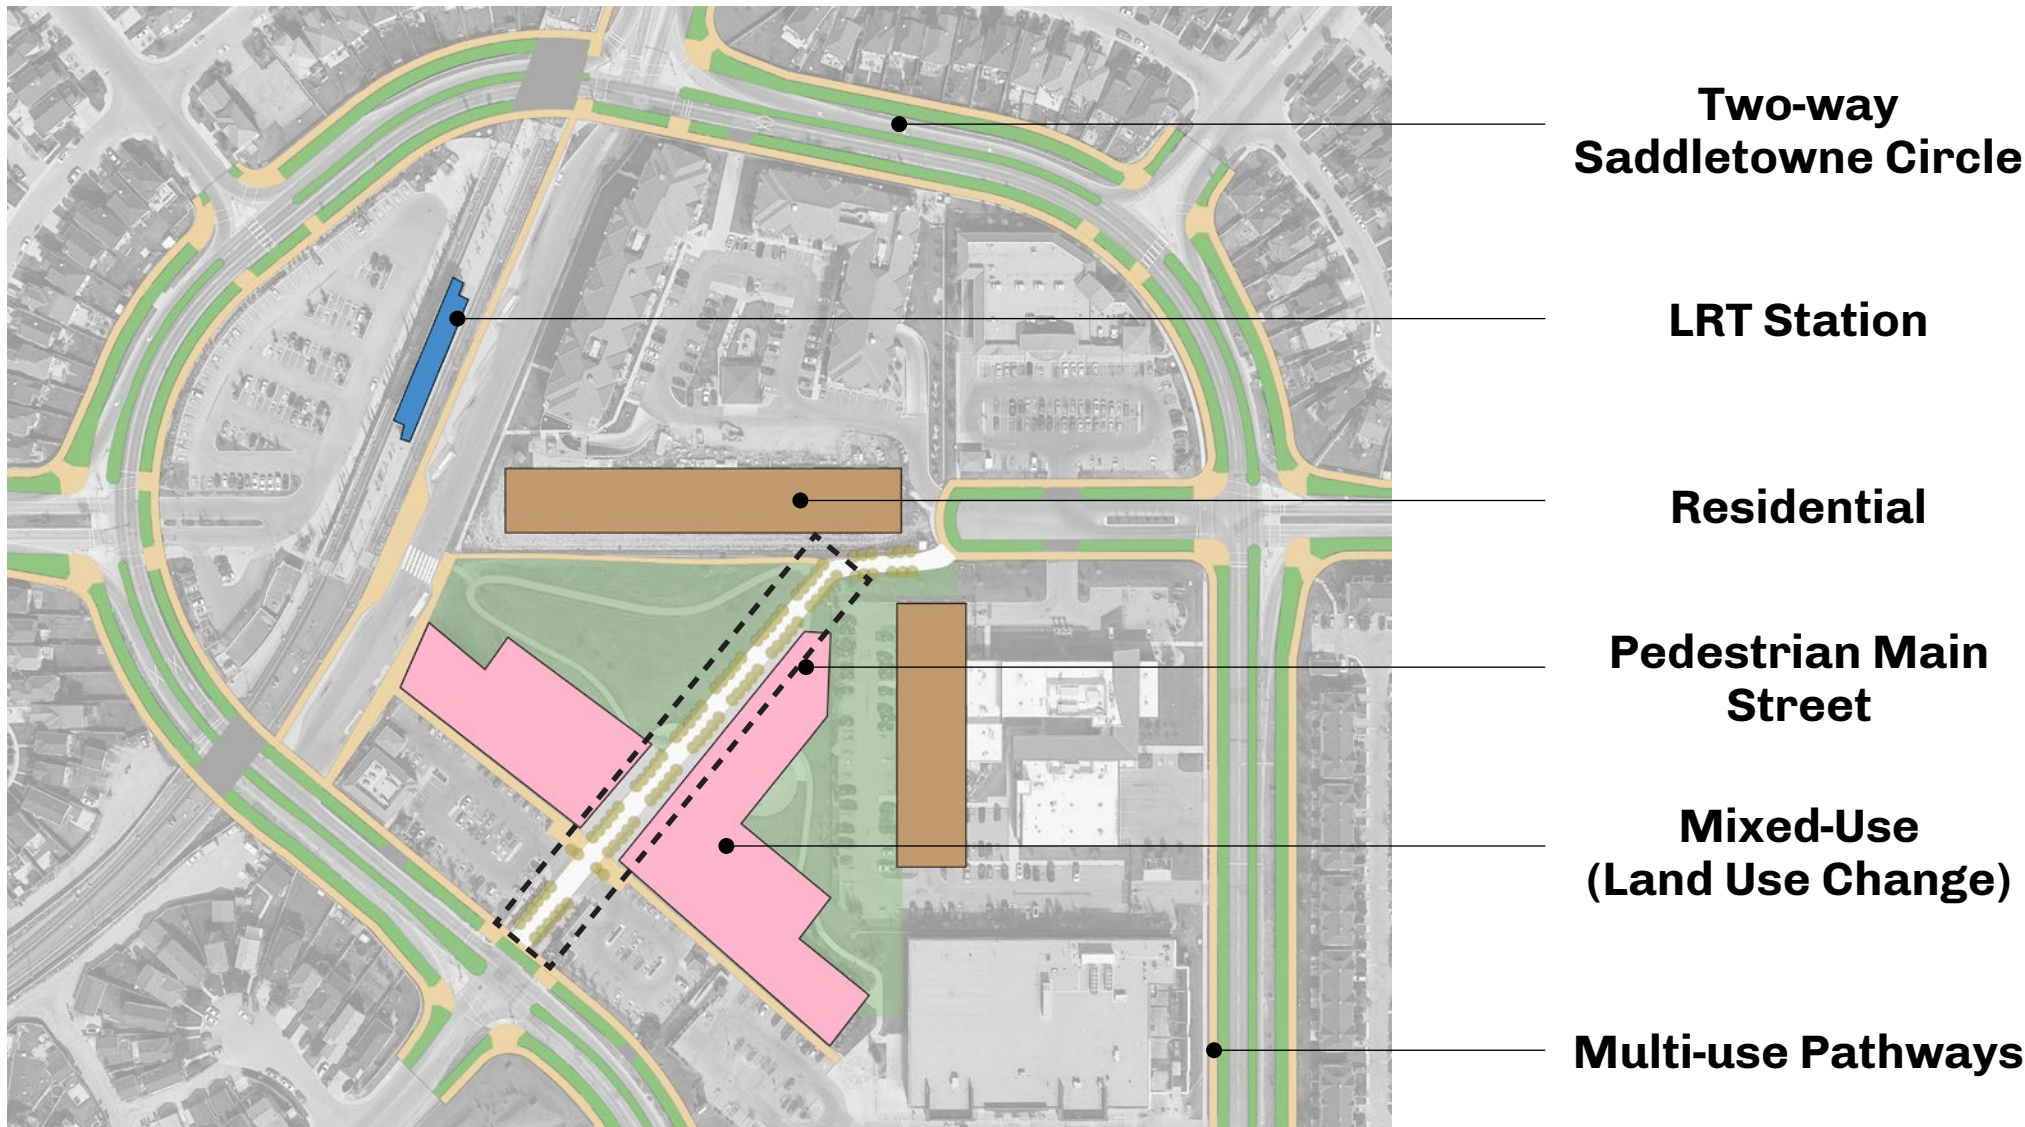 Two-way
Saddletowne Circle
LRT Station
Residential
Pedestrian Main
Street
Mixed-Use
(Land Use Change)
Multi-use Pathways